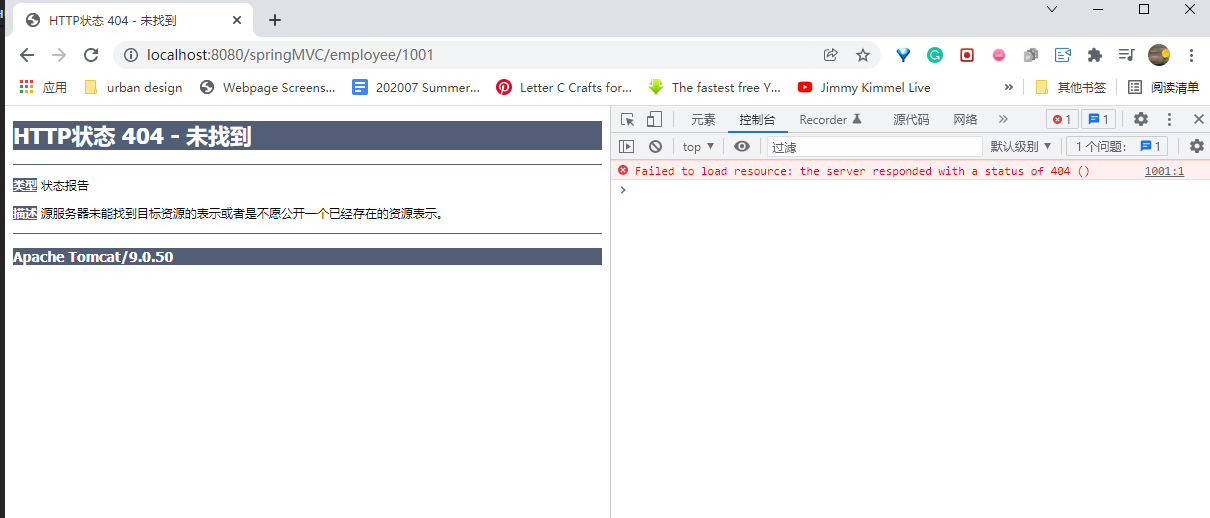 HTTP状态 404 - 未找到
localhost:8080/springMVC/employee/1001
应用 urban design Webpage Screens... 202007 Summer... Letter C Crafts for... The fastest free Y... Jimmy Kimmel Live » 其他书签 阅读清单
HTTP状态 404 - 未找到
类型 状态报告
描述 源服务器未能找到目标资源的表示或者是不愿公开一个已经存在的资源表示。
Apache Tomcat/9.0.50
元素 控制台 Recorder 源代码 网络 » 1 1
top 过滤 默认级别 1 个问题: 1
Failed to load resource: the server responded with a status of 404 () 1001:1